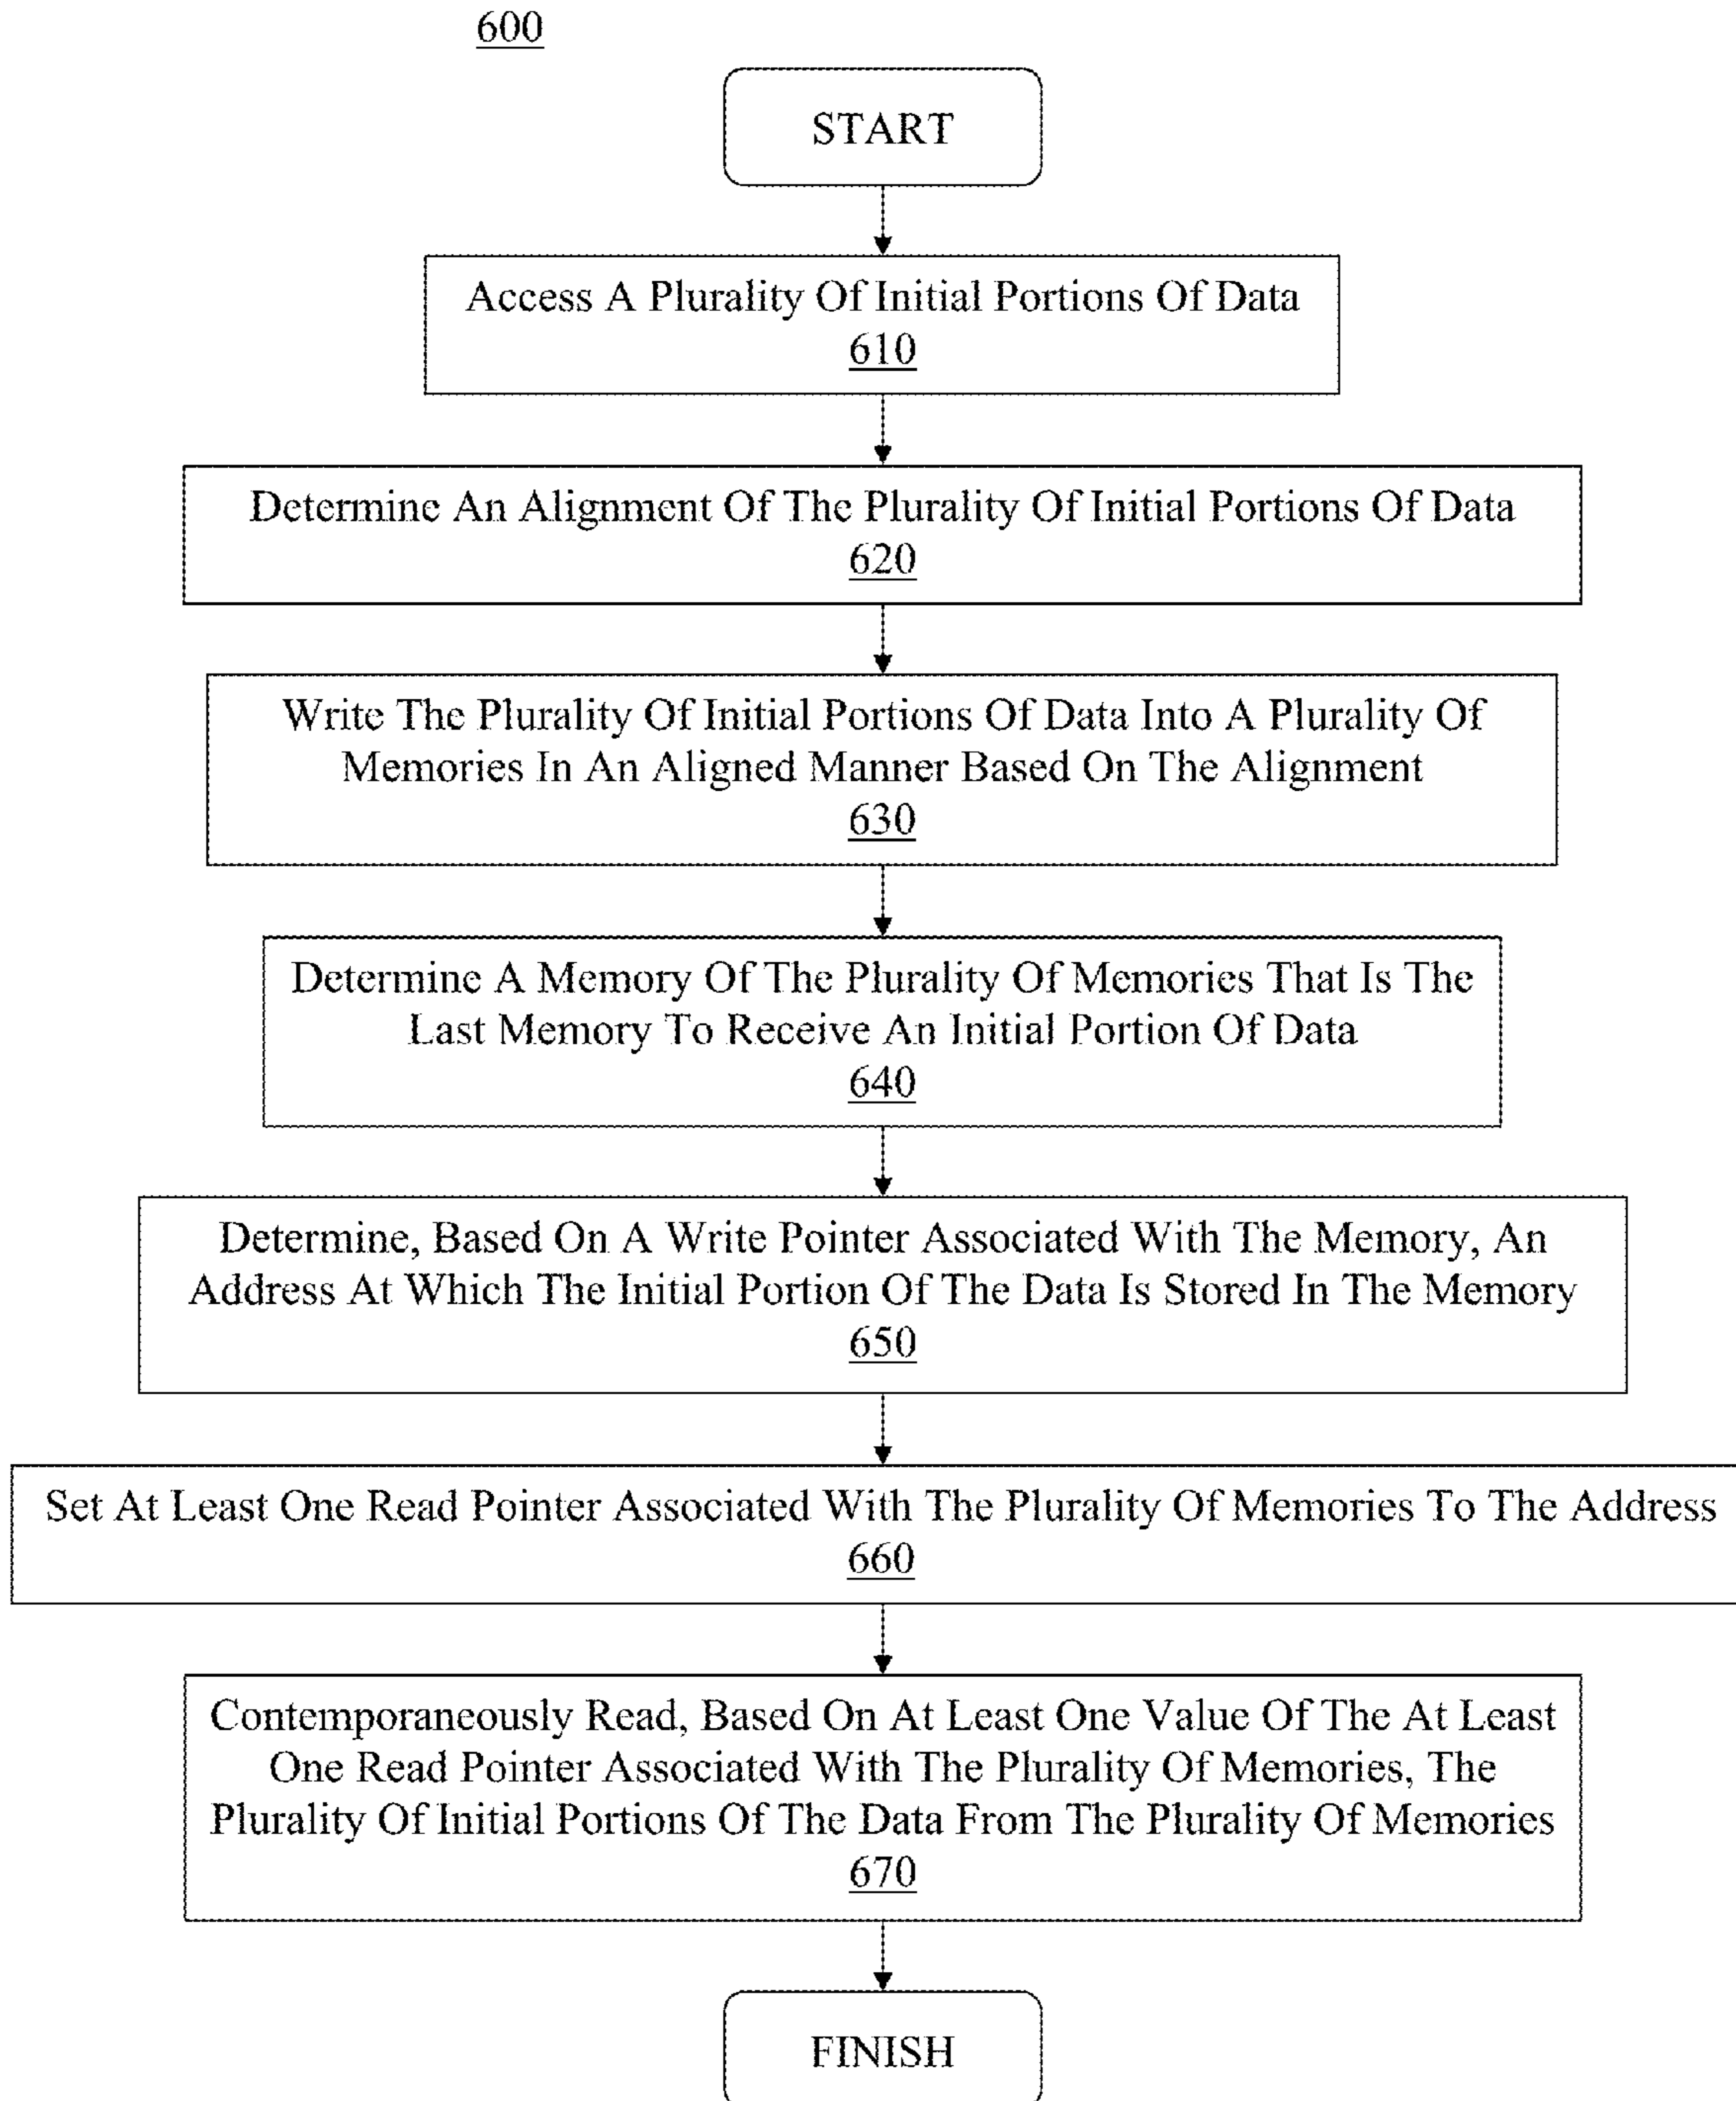 600
START
Access A Plurality Of Initial Portions Of Data
610
Determine An Alignment Of The Plurality Of Initial Portions Of Data
620
Write The Plurality Of Initial Portions Of Data Into A Plurality Of
Memories In An Aligned Manner Based On The Alignment
630
Determine A Memory Of The Plurality Of Memories That Is The
Last Memory To Receive An Initial Portion Of Data
640
Determine, Based On A Write Pointer Associated With The Memory, An
Address At Which The Initial Portion Of The Data Is Stored In The Memory
650
Set At Least One Read Pointer Associated With The Plurality Of Memories To The Address
660
Contemporaneously Read, Based On At Least One Value Of The At Least
One Read Pointer Associated With The Plurality Of Memories, The
Plurality Of Initial Portions Of The Data From The Plurality Of Memories
670
FINISH